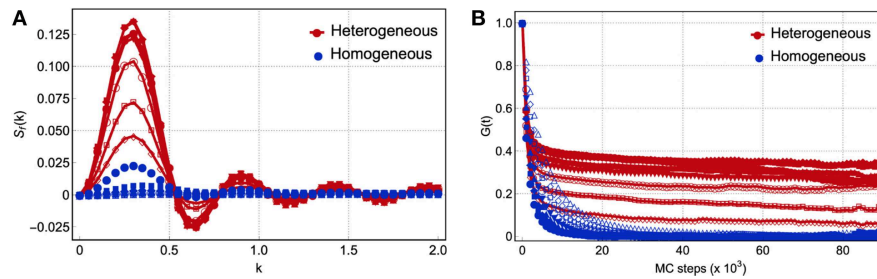 A
Heterogeneous
Homogeneous
0.125
0.100
0.075
0.050
0.025
0
−0.025
S_f(k)
0
0.5
1.0
1.5
2.0
k
B
Heterogeneous
Homogeneous
1.0
0.8
0.6
0.4
0.2
0
G(t)
0
20
40
60
80
MC steps (x 10³)